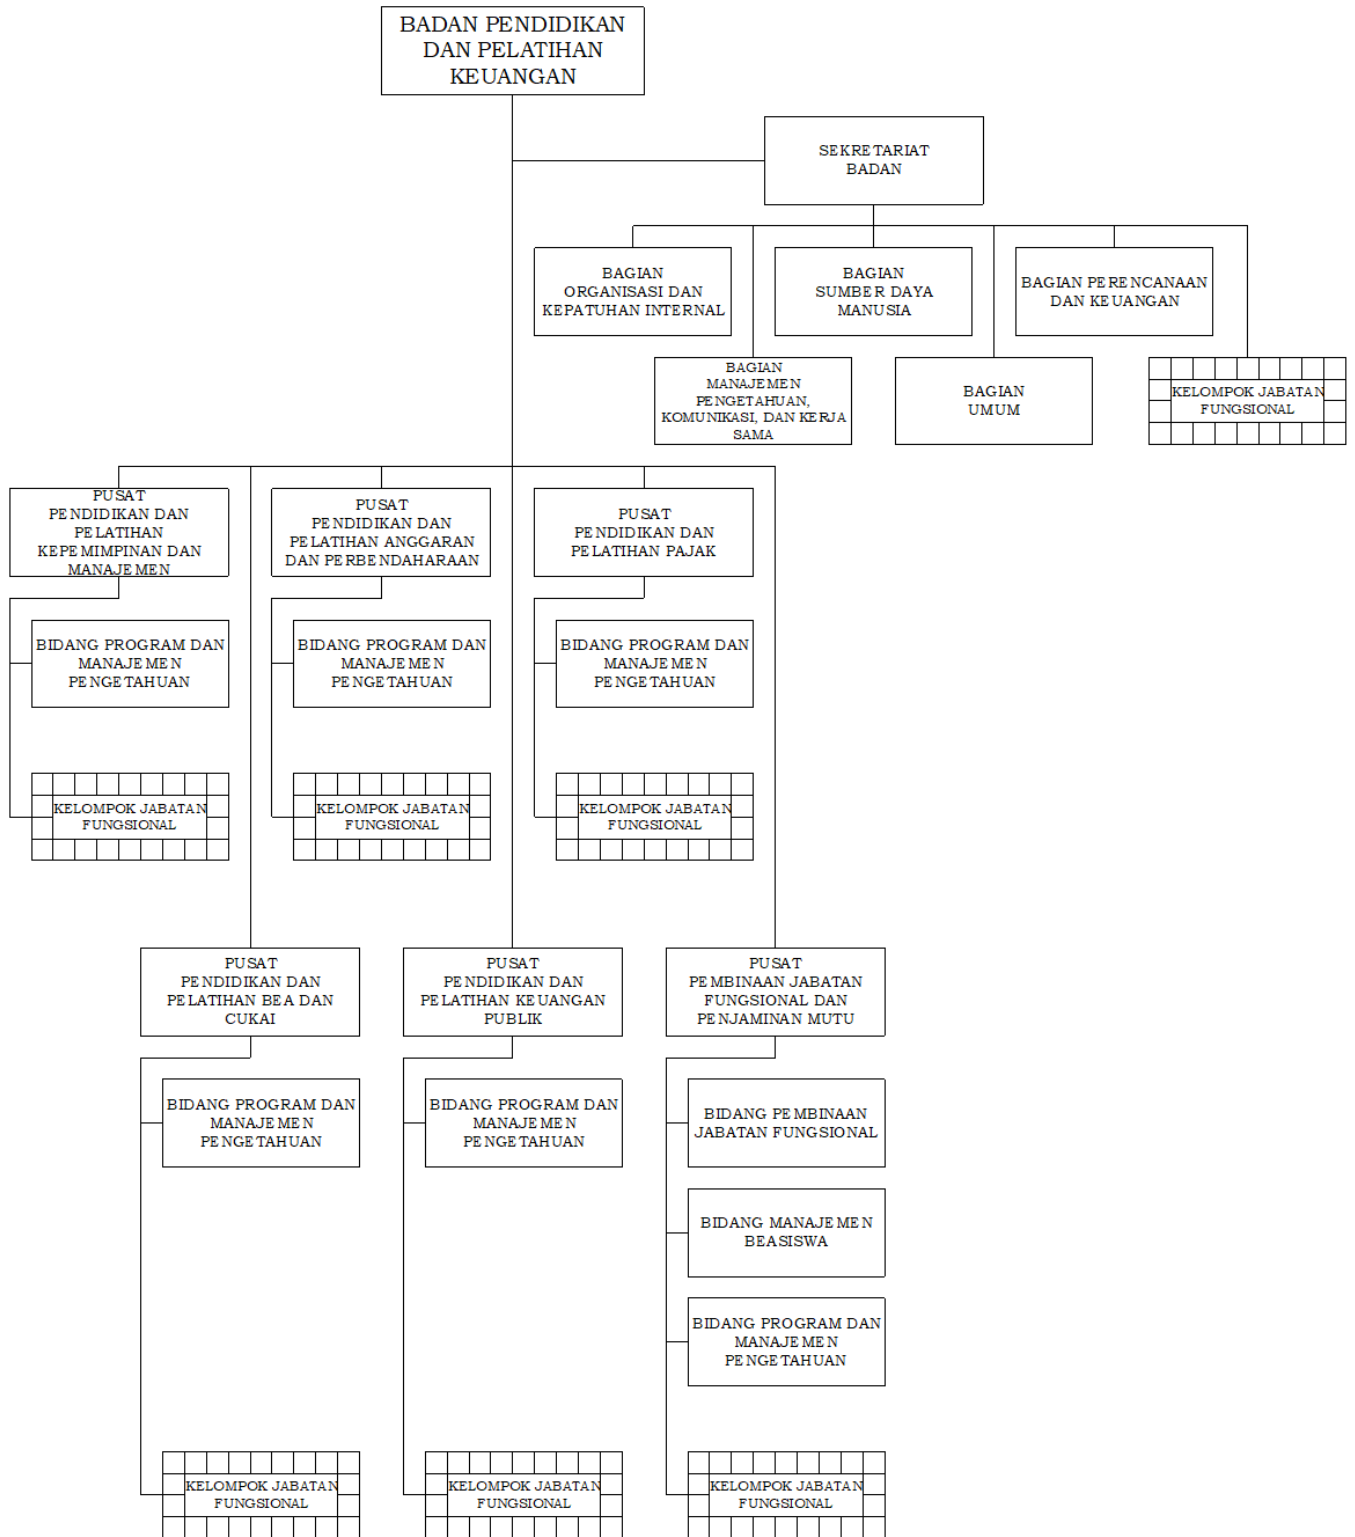 BADAN PENDIDIKAN
DAN PELATIHAN
KEUANGAN
SEKRETARIAT
BADAN
BAGIAN
ORGANISASI DAN
KEPATUHAN INTERNAL
BAGIAN
SUMBER DAYA
MANUSIA
BAGIAN PERENCANAAN
DAN KEUANGAN
BAGIAN
MANAJEMEN
PENGETAHUAN,
KOMUNIKASI, DAN KERJA
SAMA
BAGIAN
UMUM
KELOMPOK JABATAN
FUNGSIONAL
PUSAT
PENDIDIKAN DAN
PELATIHAN
KEPEMIMPINAN DAN
MANAJEMEN
PUSAT
PENDIDIKAN DAN
PELATIHAN ANGGARAN
DAN PERBENDAHARAAN
PUSAT
PENDIDIKAN DAN
PELATIHAN PAJAK
BIDANG PROGRAM DAN
MANAJEMEN
PENGETAHUAN
BIDANG PROGRAM DAN
MANAJEMEN
PENGETAHUAN
BIDANG PROGRAM DAN
MANAJEMEN
PENGETAHUAN
KELOMPOK JABATAN
FUNGSIONAL
KELOMPOK JABATAN
FUNGSIONAL
KELOMPOK JABATAN
FUNGSIONAL
PUSAT
PENDIDIKAN DAN
PELATIHAN BEA DAN
CUKAI
PUSAT
PENDIDIKAN DAN
PELATIHAN KEUANGAN
PUBLIK
PUSAT
PEMBINAAN JABATAN
FUNGSIONAL DAN
PENJAMINAN MUTU
BIDANG PROGRAM DAN
MANAJEMEN
PENGETAHUAN
BIDANG PROGRAM DAN
MANAJEMEN
PENGETAHUAN
BIDANG PEMBINAAN
JABATAN FUNGSIONAL
BIDANG MANAJEMEN
BEASISWA
BIDANG PROGRAM DAN
MANAJEMEN
PENGETAHUAN
KELOMPOK JABATAN
FUNGSIONAL
KELOMPOK JABATAN
FUNGSIONAL
KELOMPOK JABATAN
FUNGSIONAL